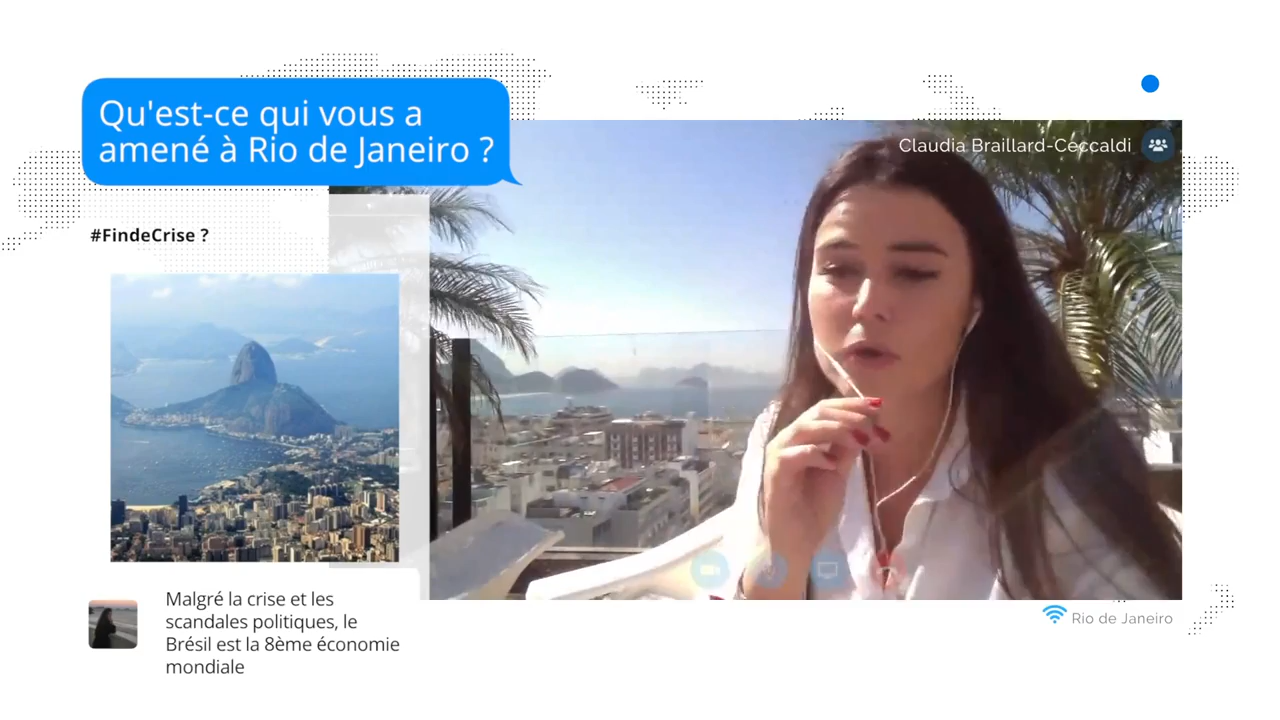 Qu'est-ce qui vous a
amené à Rio de Janeiro ?
Claudia Braillard-Ceccaldi
#FindeCrise ?
Malgré la crise et les
scandales politiques, le
Brésil est la 8ème économie
mondiale
Rio de Janeiro